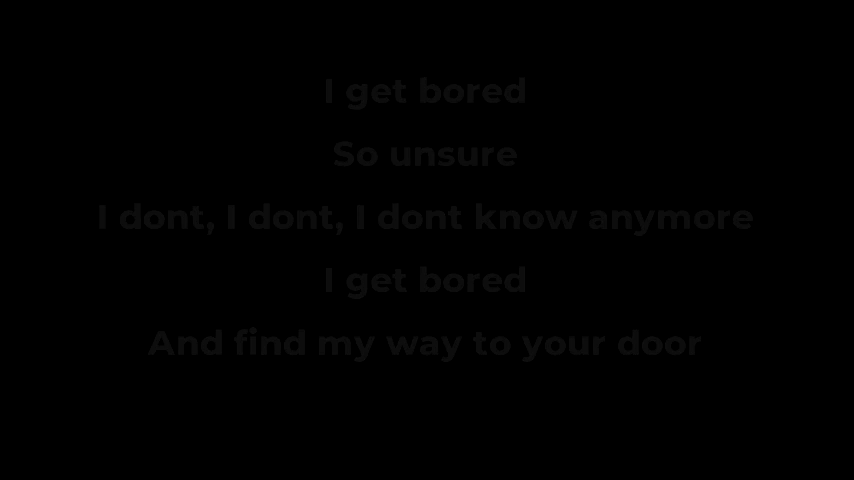 I get bored
So unsure
I dont, I dont, I dont know anymore
I get bored
And find my way to your door